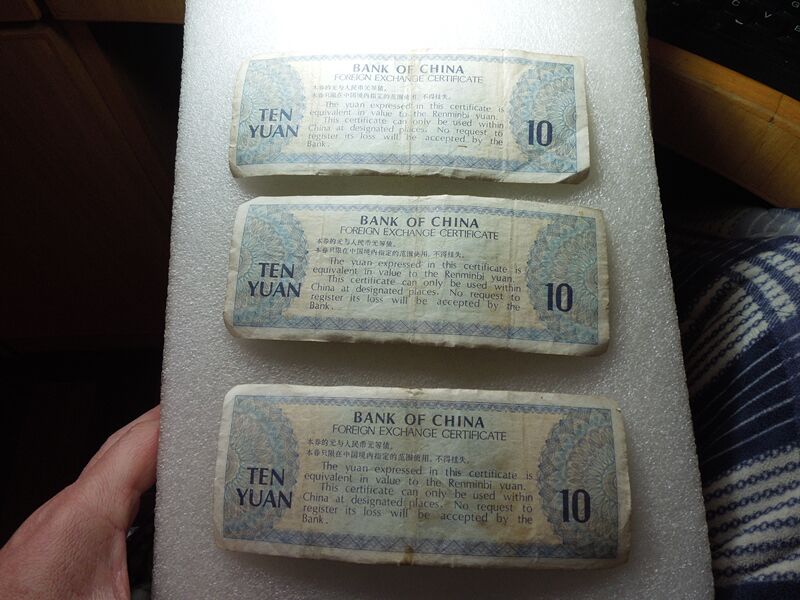 BANK OF CHINA
FOREIGN EXCHANGE CERTIFICATE
本券的元与人民币元等值。
本券只限在中国境内指定的范围使用，不得挂失。
TEN
YUAN
The yuan expressed in this certificate is
equivalent in value to the Renminbi yuan.
This certificate can only be used within
China at designated places. No request to
register its loss will be accepted by the
Bank.
10
BANK OF CHINA
FOREIGN EXCHANGE CERTIFICATE
本券的元与人民币元等值。
本券只限在中国境内指定的范围使用，不得挂失。
TEN
YUAN
The yuan expressed in this certificate is
equivalent in value to the Renminbi yuan.
This certificate can only be used within
China at designated places. No request to
register its loss will be accepted by the
Bank.
10
BANK OF CHINA
FOREIGN EXCHANGE CERTIFICATE
本券的元与人民币元等值。
本券只限在中国境内指定的范围使用，不得挂失。
TEN
YUAN
The yuan expressed in this certificate is
equivalent in value to the Renminbi yuan.
This certificate can only be used within
China at designated places. No request to
register its loss will be accepted by the
Bank.
10